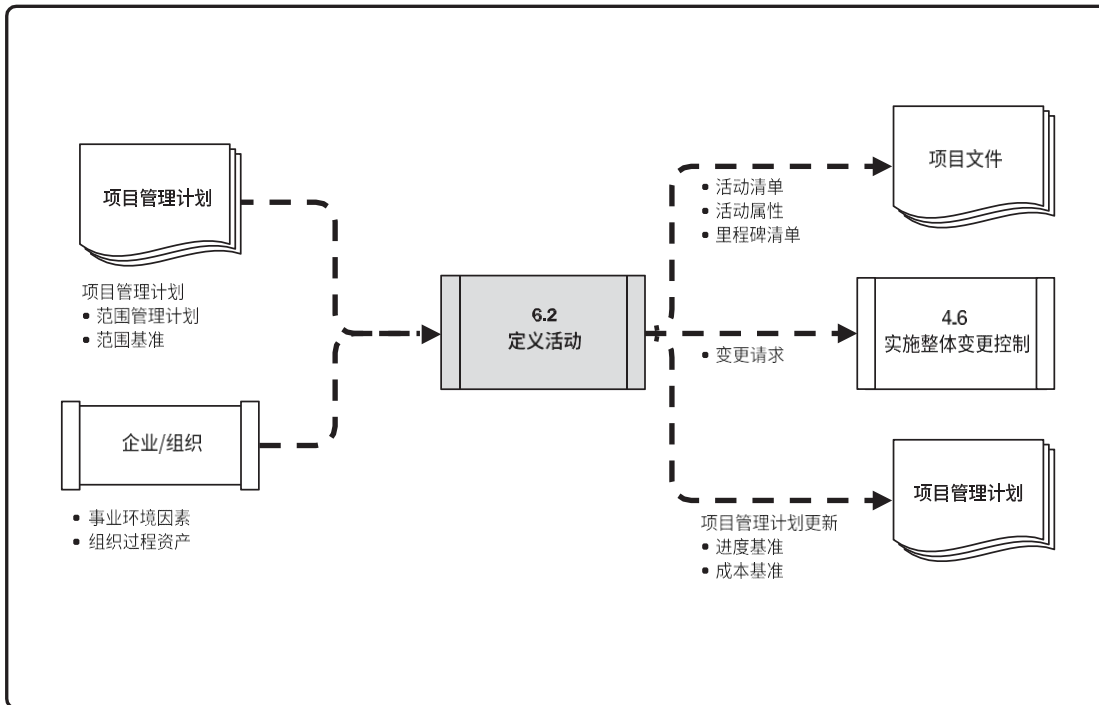 项目管理计划
项目管理计划
• 范围管理计划
• 范围基准
企业/组织
• 事业环境因素
• 组织过程资产
6.2
定义活动
• 活动清单
• 活动属性
• 里程碑清单
• 变更请求
项目管理计划更新
• 进度基准
• 成本基准
项目文件
4.6
实施整体变更控制
项目管理计划